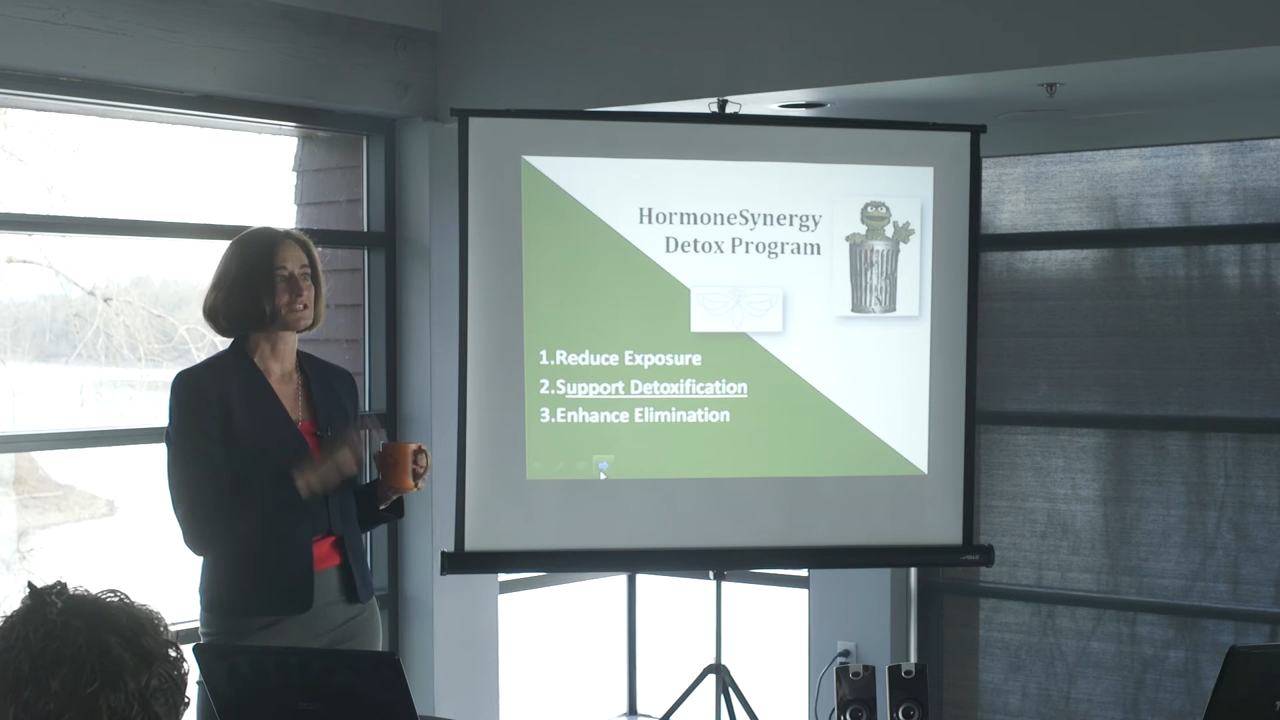 HormoneSynergy
Detox Program
1.Reduce Exposure
2.Support Detoxification
3.Enhance Elimination